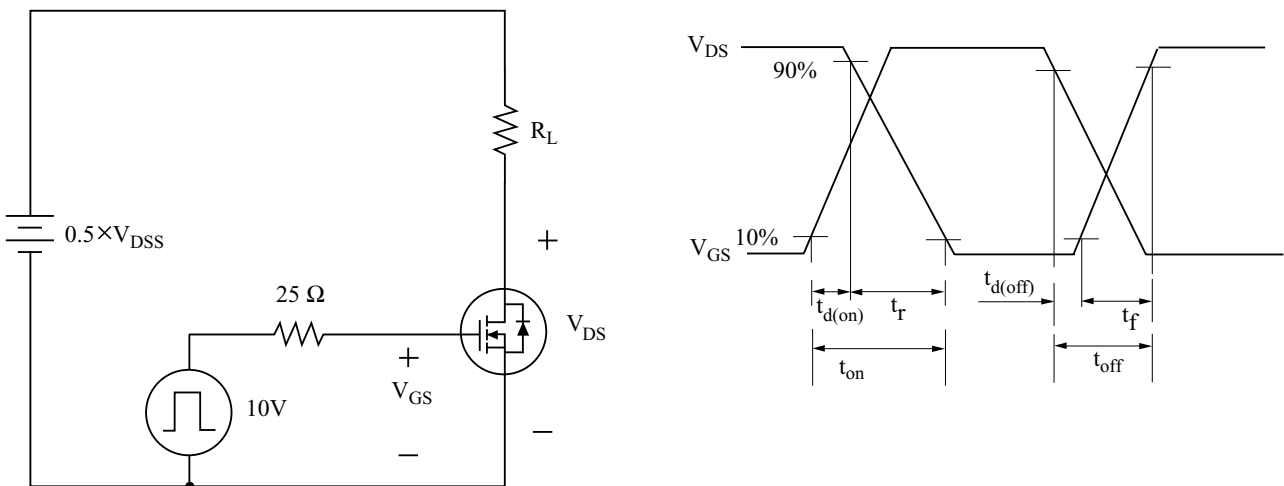 R_L
0.5×V_DSS
25 Ω
+
V_DS
+
V_GS
10V
−
−
V_DS
90%
V_GS
10%
t_d(on)
t_r
t_d(off)
t_f
t_on
t_off